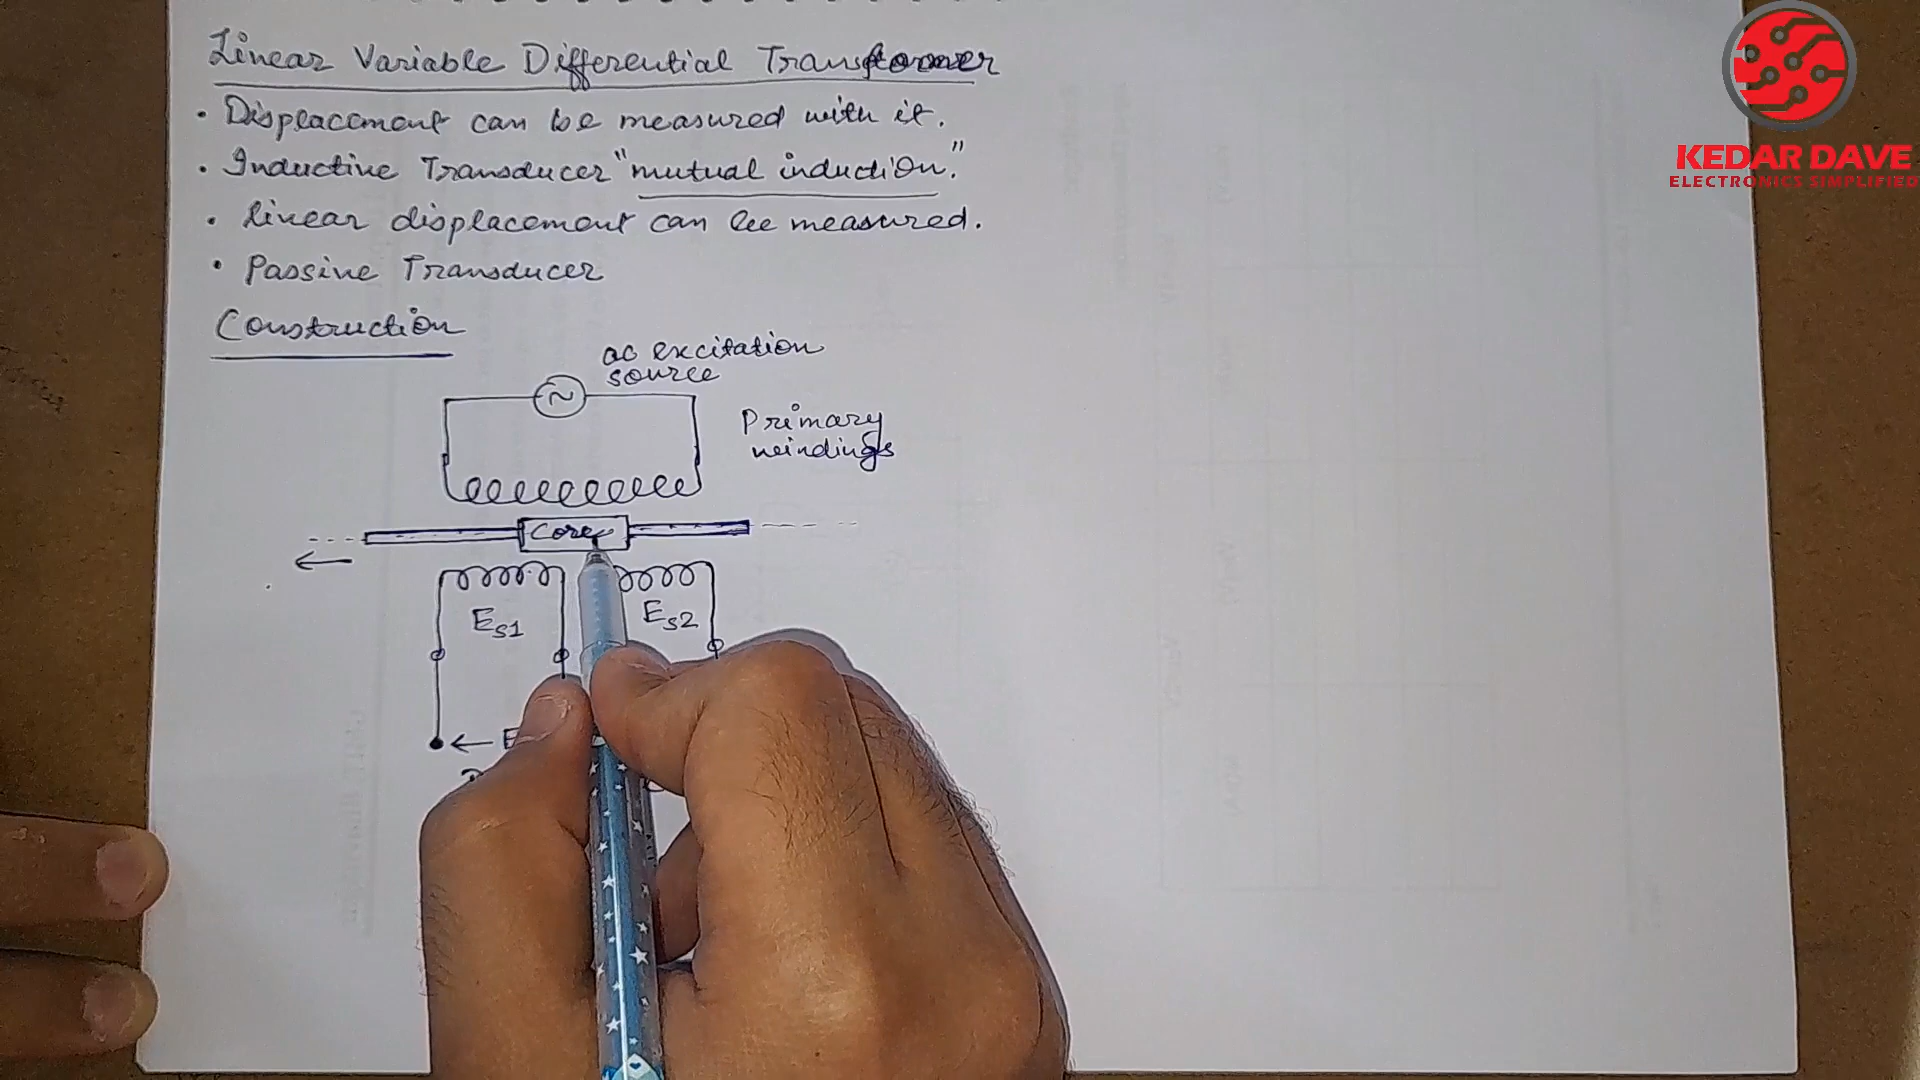 Linear Variable Differential Transformer
• Displacement can be measured with it.
• Inductive Transducer "mutual induction."
• linear displacement can be measured.
• Passive Transducer
Construction
ac excitation
source
Primary
windings
Core
ES1
ES2
KEDAR DAVE
ELECTRONICS SIMPLIFIED